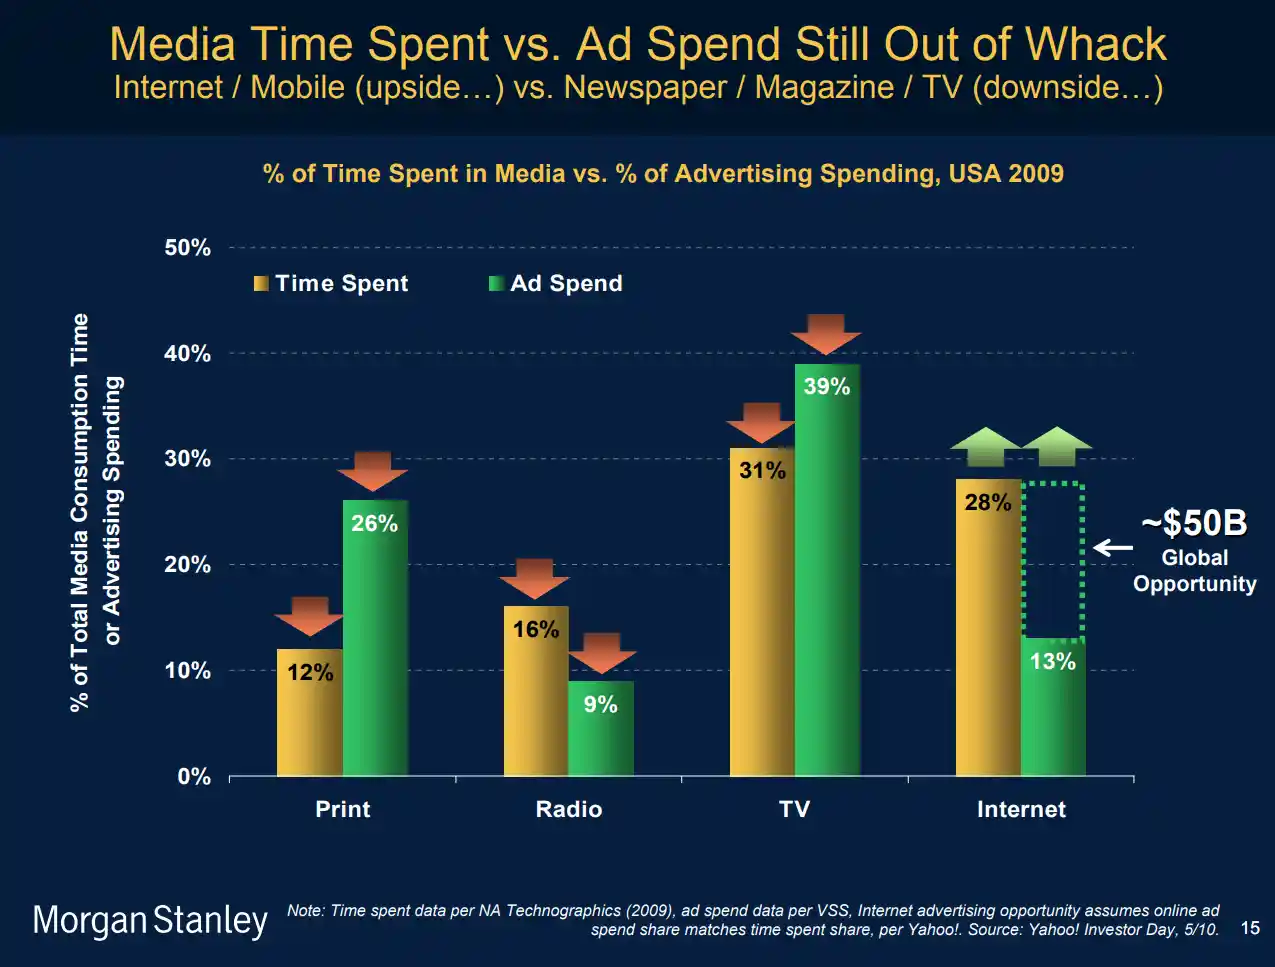 Media Time Spent vs. Ad Spend Still Out of Whack
Internet / Mobile (upside…) vs. Newspaper / Magazine / TV (downside…)
% of Time Spent in Media vs. % of Advertising Spending, USA 2009
% of Total Media Consumption Time
or Advertising Spending
50%
40%
30%
20%
10%
0%
Time Spent
Ad Spend
12%
26%
16%
9%
31%
39%
28%
13%
~$50B
Global
Opportunity
Print
Radio
TV
Internet
Morgan Stanley
Note: Time spent data per NA Technographics (2009), ad spend data per VSS, Internet advertising opportunity assumes online ad
spend share matches time spent share, per Yahoo!. Source: Yahoo! Investor Day, 5/10.
15